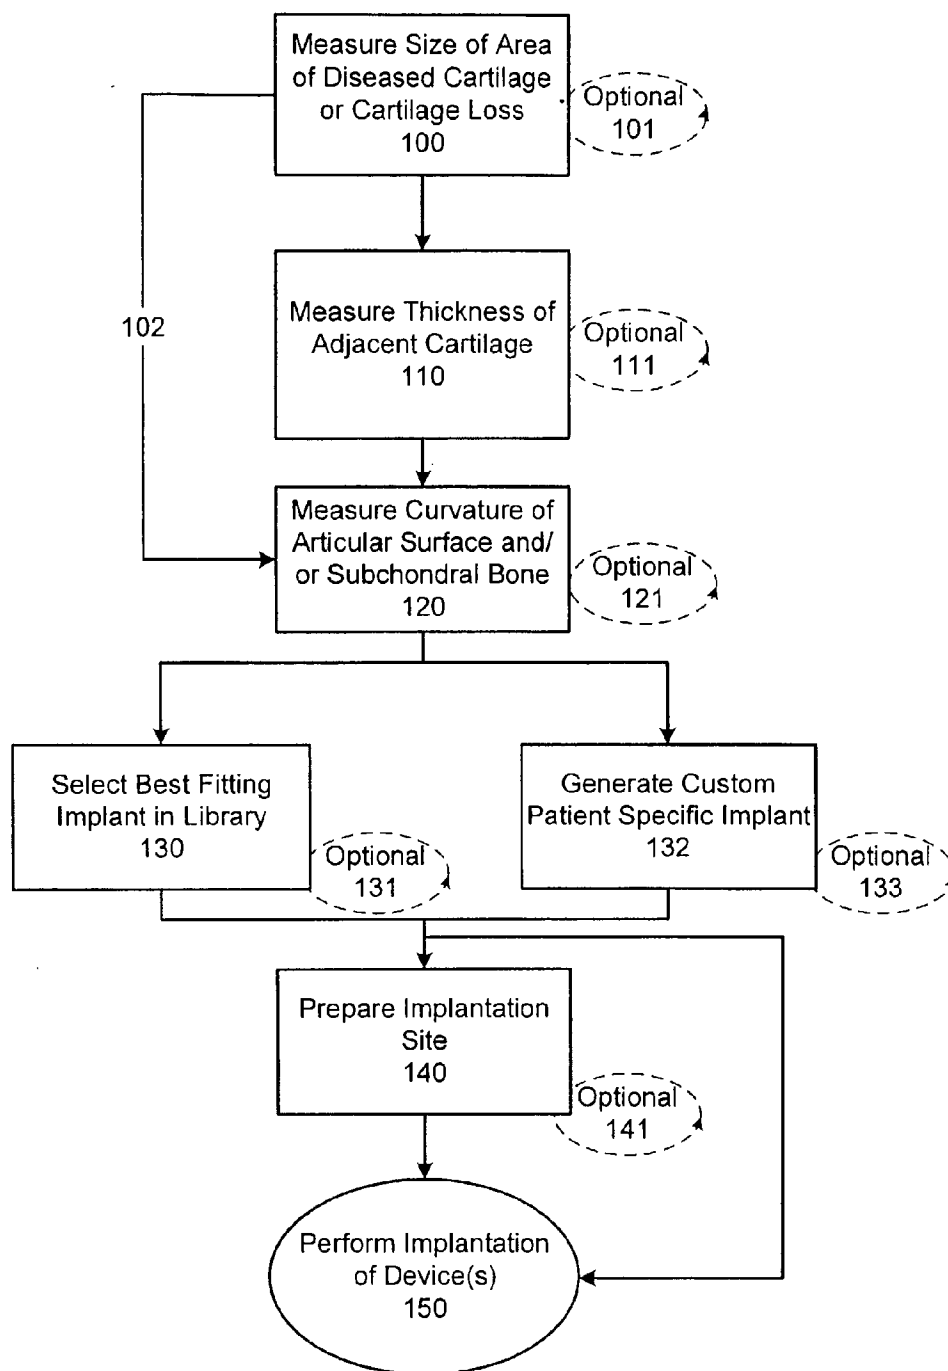 Measure Size of Area
of Diseased Cartilage
or Cartilage Loss
100
Optional
101
102
Measure Thickness of
Adjacent Cartilage
110
Optional
111
Measure Curvature of
Articular Surface and/
or Subchondral Bone
120
Optional
121
Select Best Fitting
Implant in Library
130
Optional
131
Generate Custom
Patient Specific Implant
132
Optional
133
Prepare Implantation
Site
140
Optional
141
Perform Implantation
of Device(s)
150